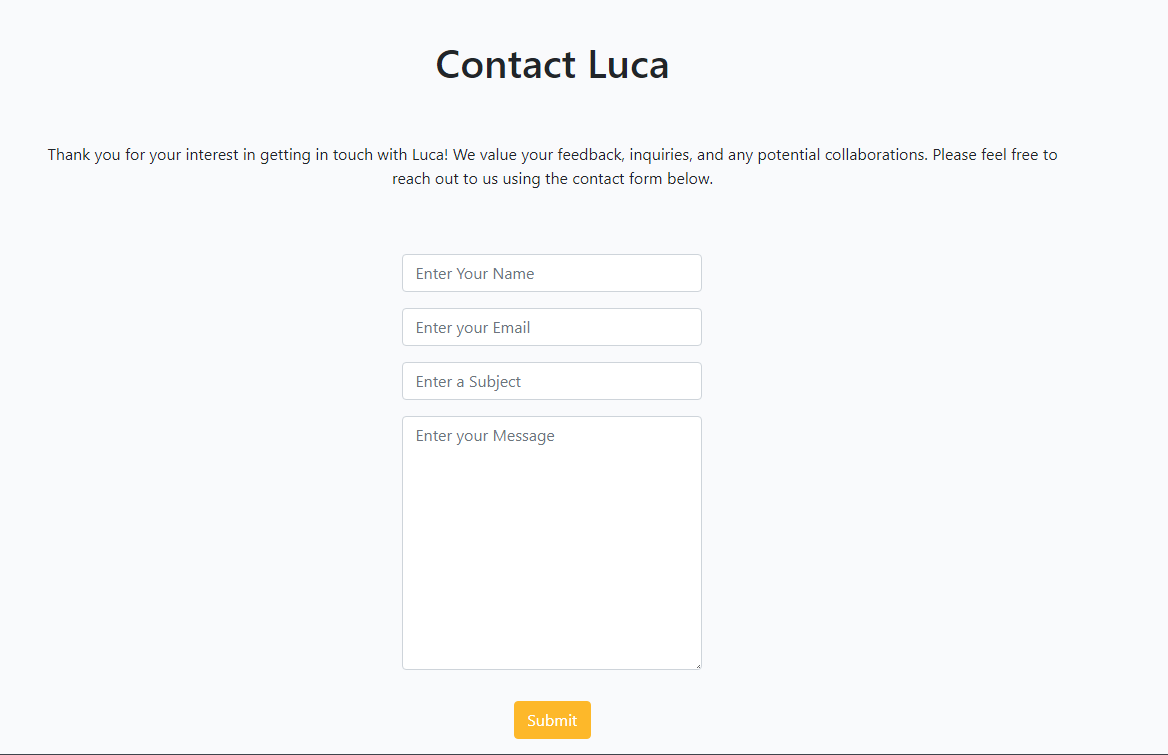 Contact Luca
Thank you for your interest in getting in touch with Luca! We value your feedback, inquiries, and any potential collaborations. Please feel free to
reach out to us using the contact form below.
Enter Your Name
Enter your Email
Enter a Subject
Enter your Message
Submit